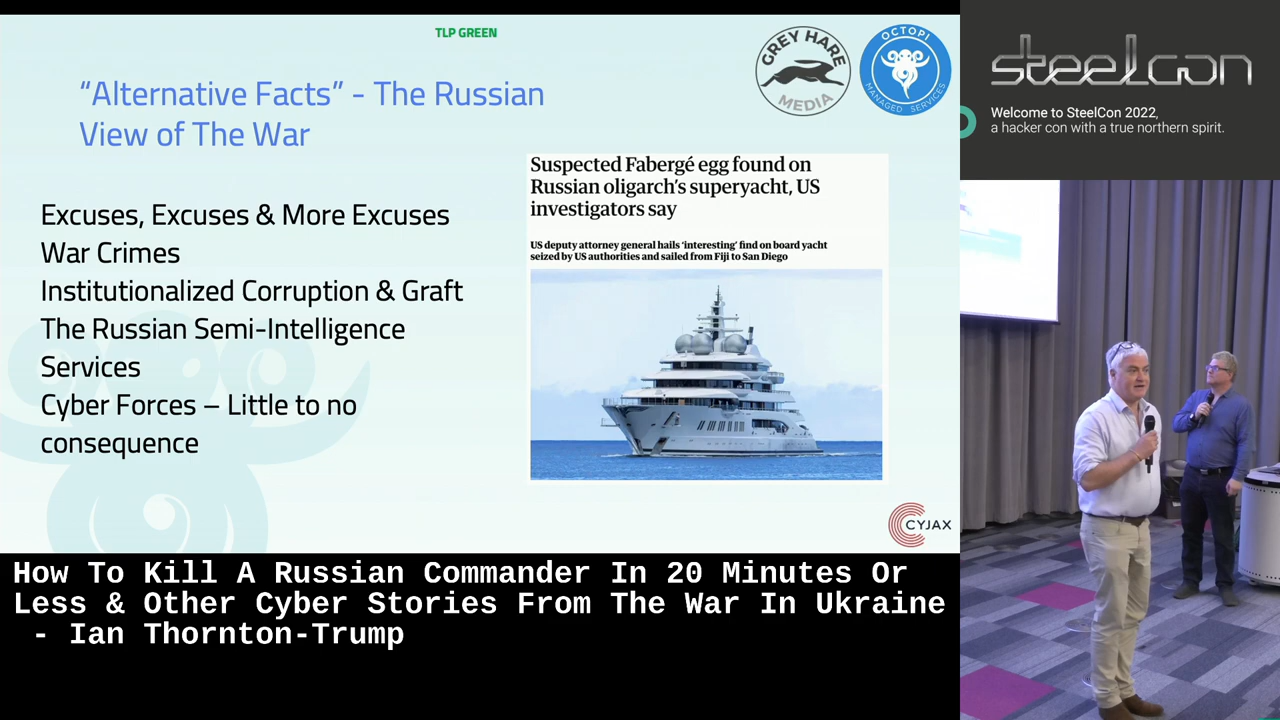 TLP GREEN
GREY HARE
MEDIA
OCTOPI
MANAGED SERVICES
“Alternative Facts” - The Russian
View of The War
Excuses, Excuses & More Excuses
War Crimes
Institutionalized Corruption & Graft
The Russian Semi-Intelligence
Services
Cyber Forces – Little to no
consequence
Suspected Fabergé egg found on
Russian oligarch's superyacht, US
investigators say
US deputy attorney general hails 'interesting' find on board yacht
seized by US authorities and sailed from Fiji to San Diego
CYJAX
steelcon
Welcome to SteelCon 2022,
a hacker con with a true northern spirit.
How To Kill A Russian Commander In 20 Minutes Or
Less & Other Cyber Stories From The War In Ukraine
- Ian Thornton-Trump